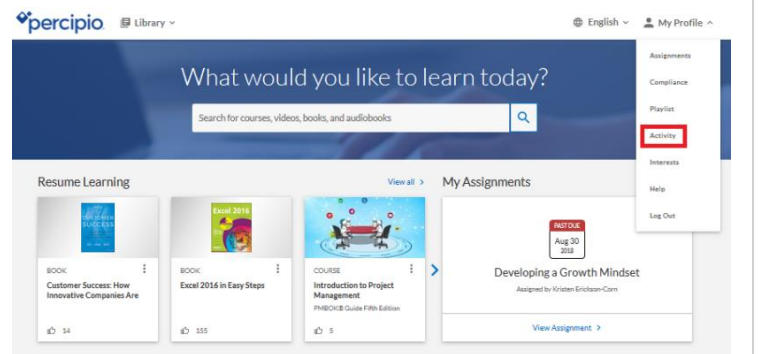 percipio.
Library
English
My Profile
Assignments
Compliance
Playlist
Activity
Interests
Help
Log Out
What would you like to learn today?
Search for courses, videos, books, and audiobooks
Resume Learning
View all >
CUSTOMER
SUCCESS
BOOK
Customer Success: How
Innovative Companies Are
14
Excel 2016
BOOK
Excel 2016 in Easy Steps
155
COURSE
Introduction to Project
Management
PMBOK® Guide Fifth Edition
5
My Assignments
PAST DUE
Aug 30
2018
Developing a Growth Mindset
Assigned by Kristen Erickson-Corn
View Assignment >